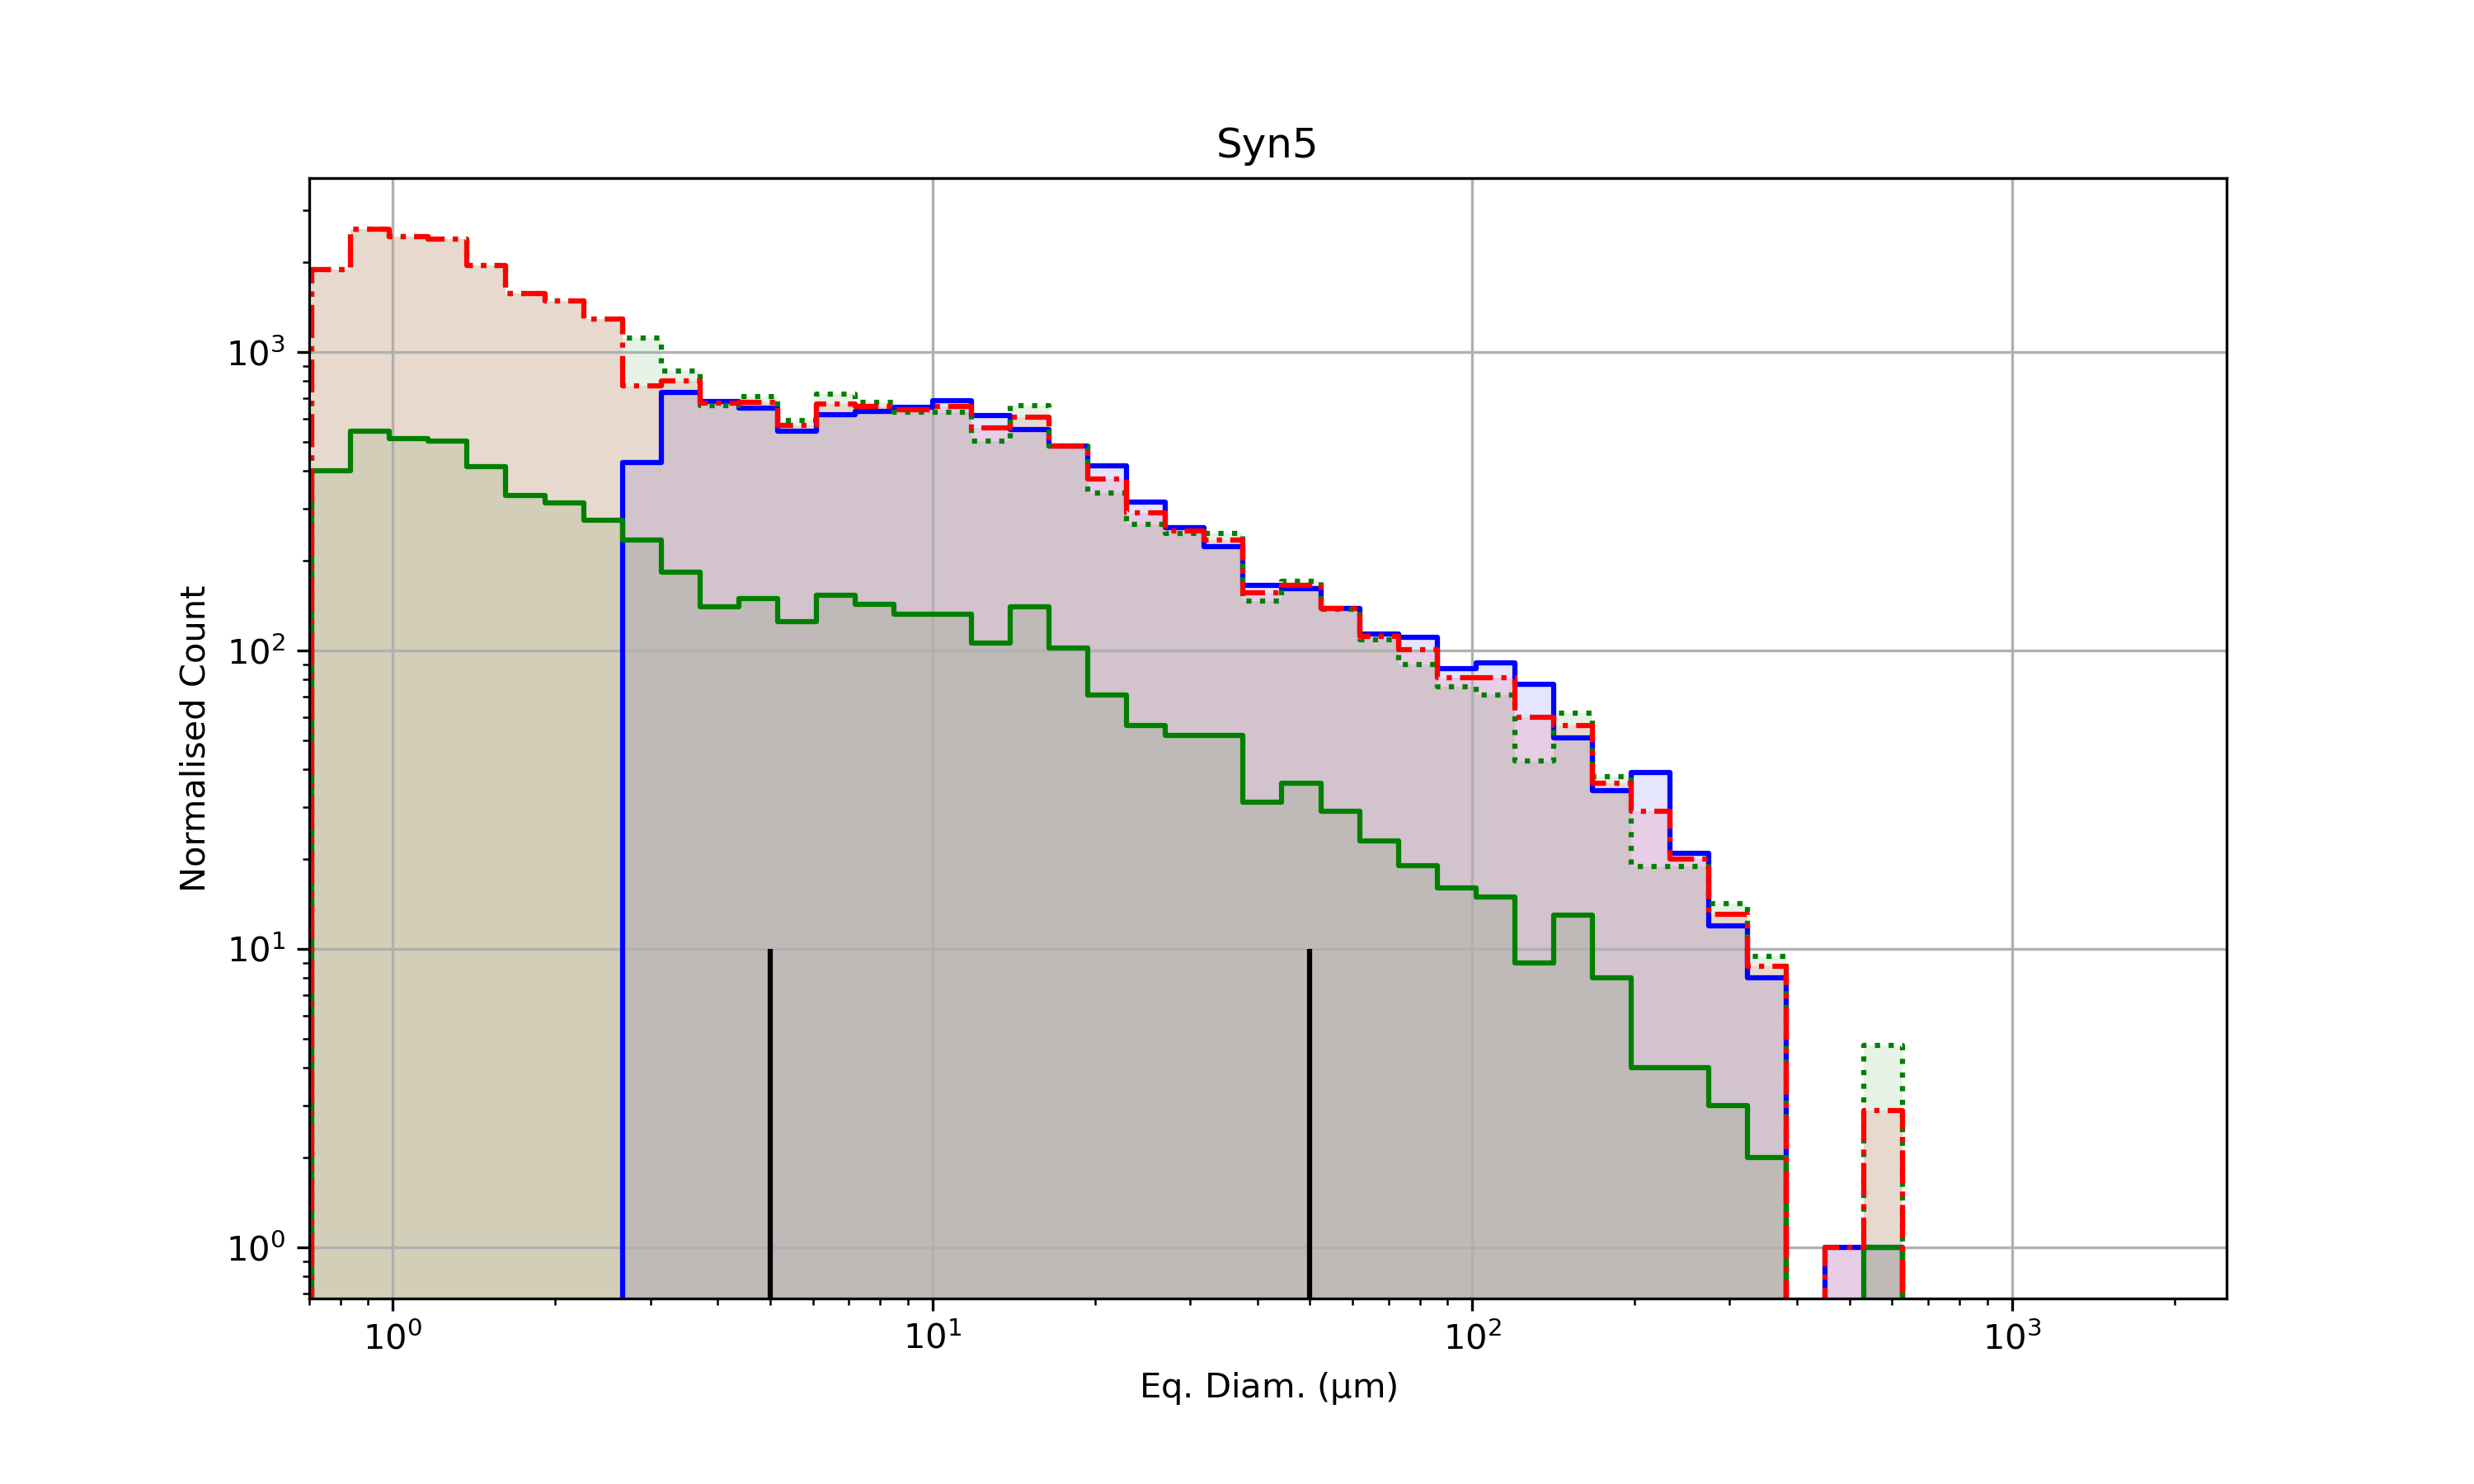 Syn5
Normalised Count
10³
10²
10¹
10⁰
10⁰ 10¹ 10² 10³
Eq. Diam. (µm)